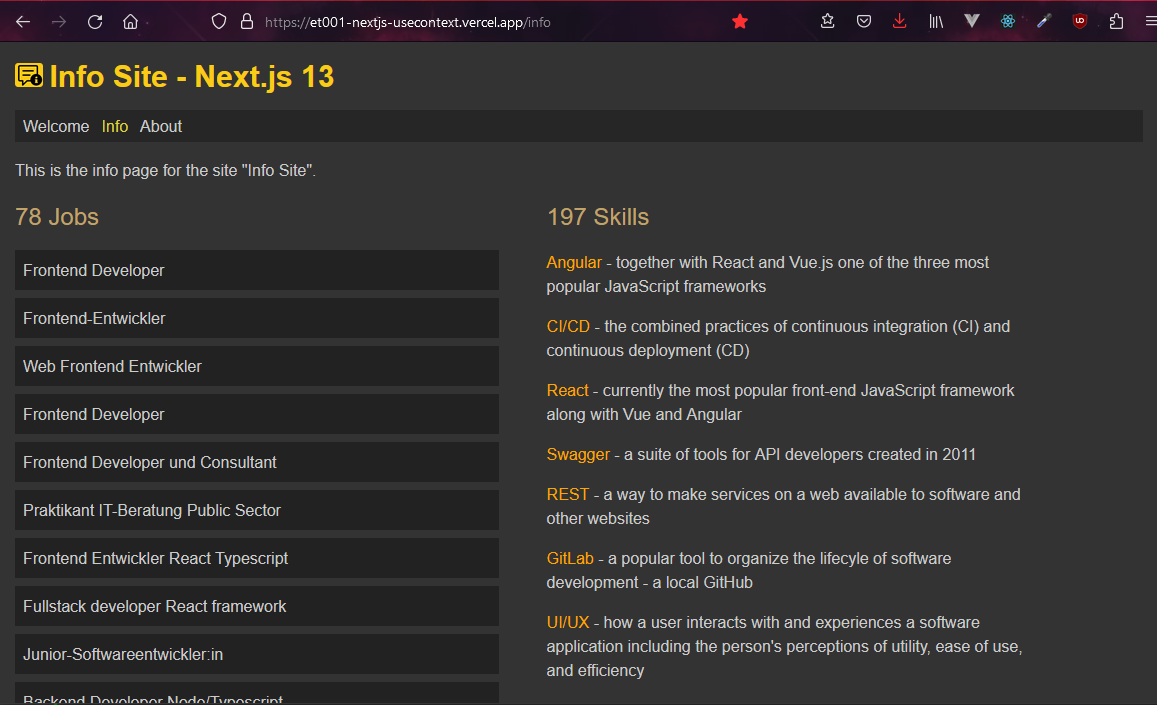 https://et001-nextjs-usecontext.vercel.app/info
Info Site - Next.js 13
Welcome Info About
This is the info page for the site "Info Site".
78 Jobs
Frontend Developer
Frontend-Entwickler
Web Frontend Entwickler
Frontend Developer
Frontend Developer und Consultant
Praktikant IT-Beratung Public Sector
Frontend Entwickler React Typescript
Fullstack developer React framework
Junior-Softwareentwickler:in
Backend Developer Node/Typescript
197 Skills
Angular - together with React and Vue.js one of the three most
popular JavaScript frameworks
CI/CD - the combined practices of continuous integration (CI) and
continuous deployment (CD)
React - currently the most popular front-end JavaScript framework
along with Vue and Angular
Swagger - a suite of tools for API developers created in 2011
REST - a way to make services on a web available to software and
other websites
GitLab - a popular tool to organize the lifecyle of software
development - a local GitHub
UI/UX - how a user interacts with and experiences a software
application including the person's perceptions of utility, ease of use,
and efficiency